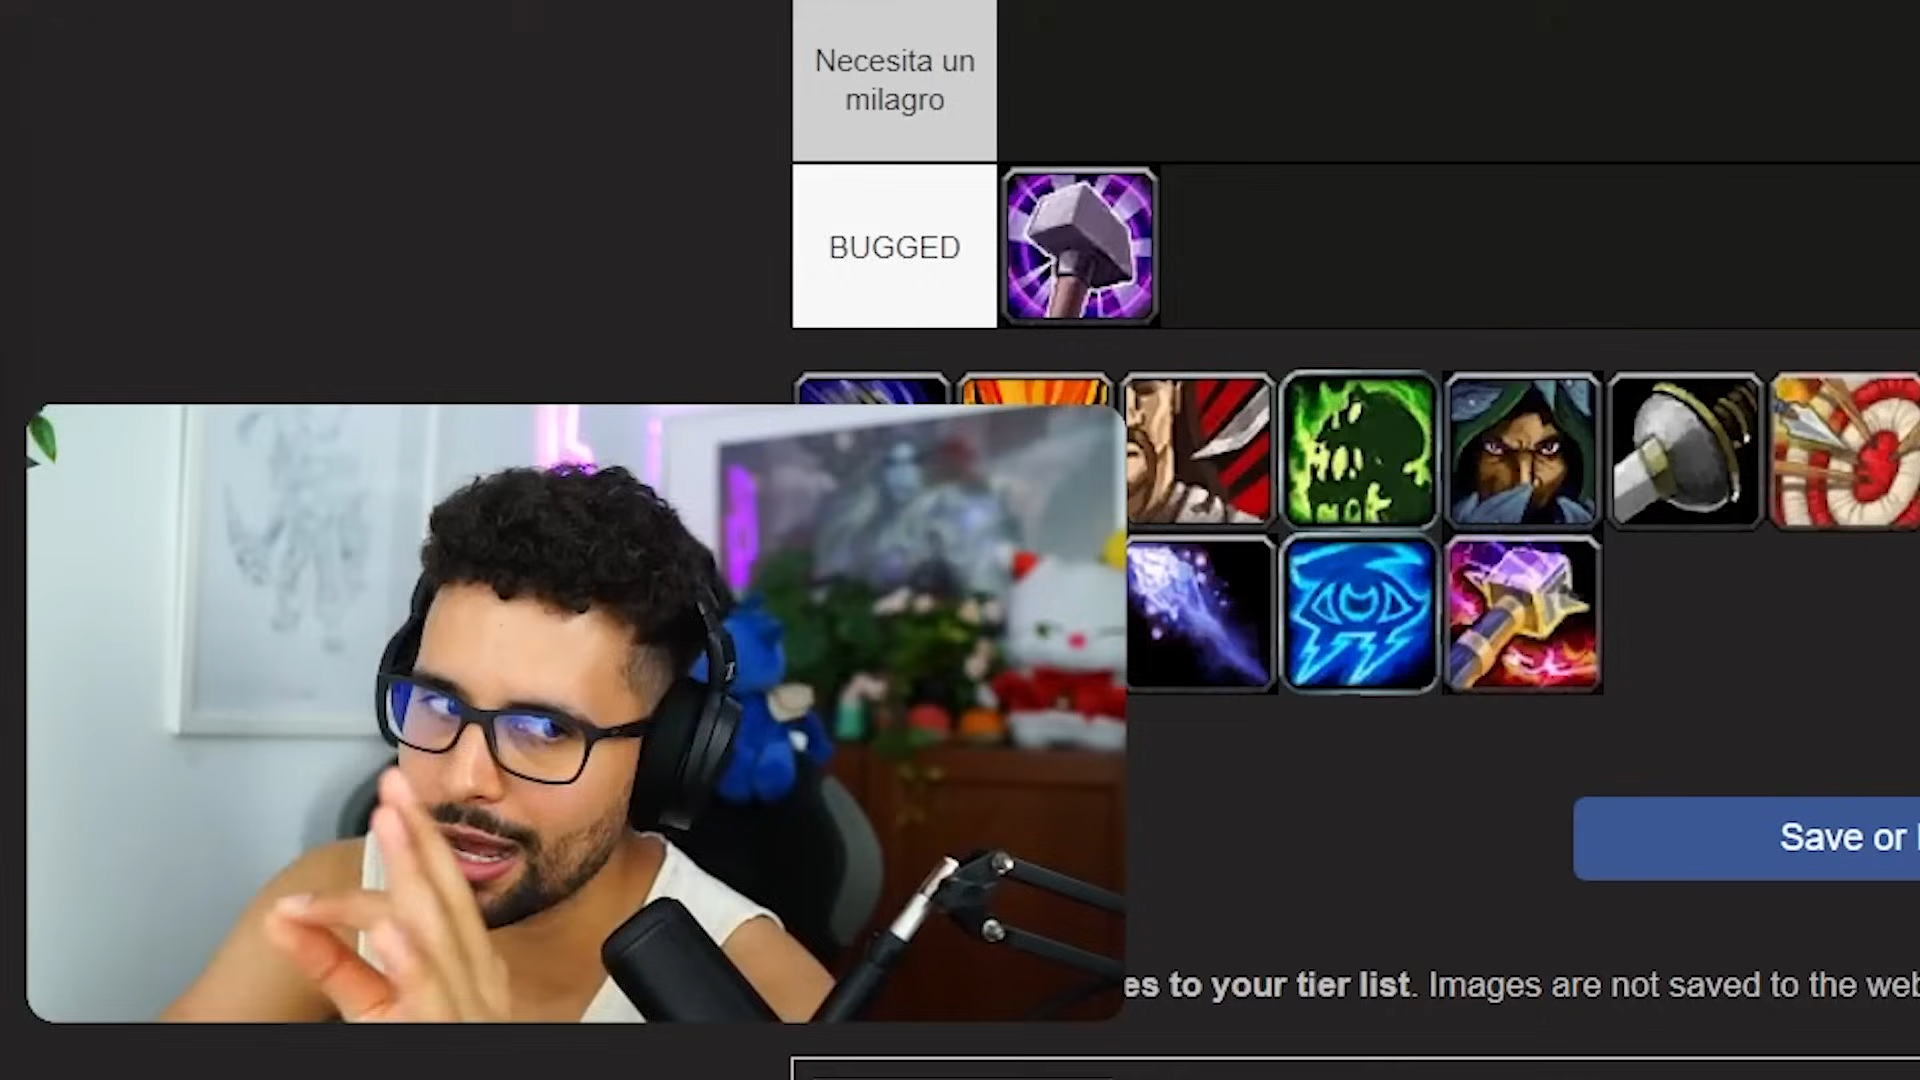 Necesita un
milagro
BUGGED
Save or
es to your tier list. Images are not saved to the web